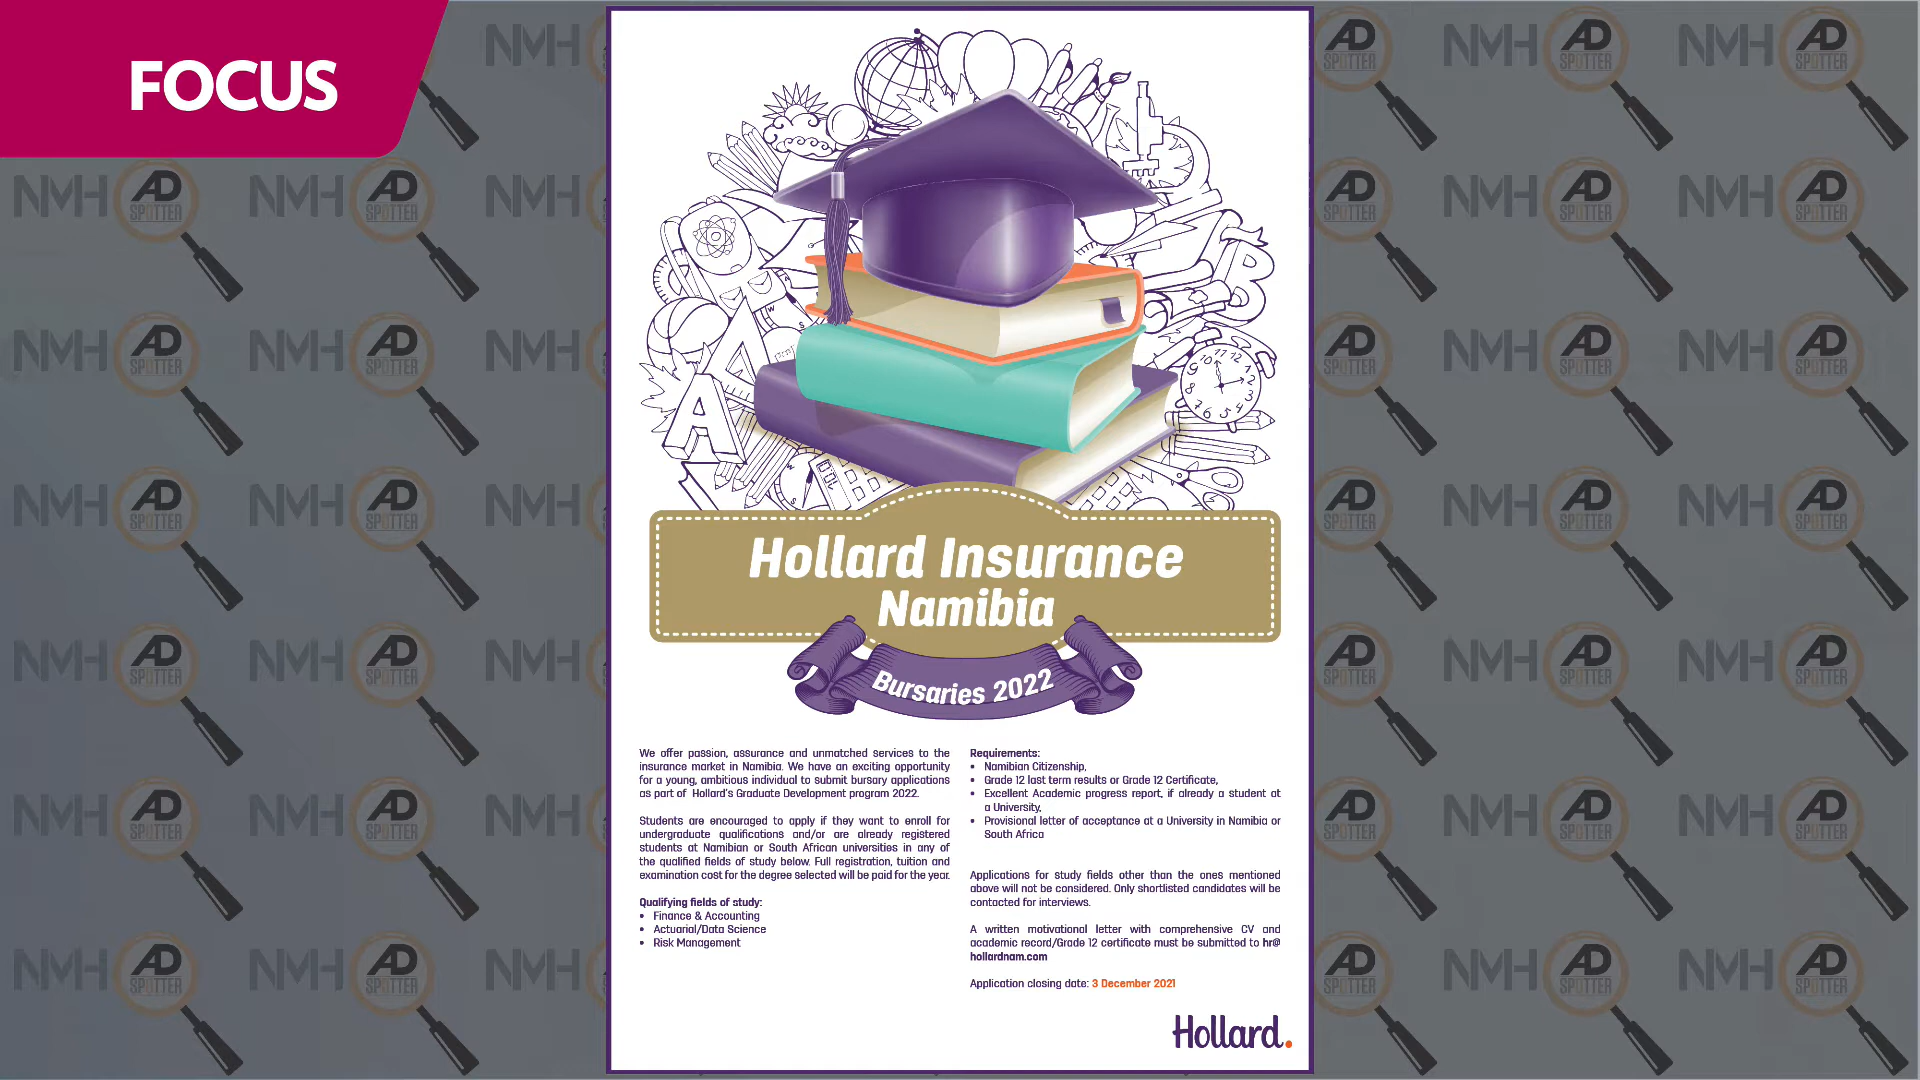 FOCUS
NMH AD SPOTTER
Hollard Insurance
Namibia
Bursaries 2022
We offer passion, assurance and unmatched services to the
insurance market in Namibia. We have an exciting opportunity
for a young, ambitious individual to submit bursary applications
as part of Hollard's Graduate Development program 2022.
Students are encouraged to apply if they want to enroll for
undergraduate qualifications and/or are already registered
students at Namibian or South African universities in any of
the qualified fields of study below. Full registration, tuition and
examination cost for the degree selected will be paid for the year.
Qualifying fields of study:
• Finance & Accounting
• Actuarial/Data Science
• Risk Management
Requirements:
• Namibian Citizenship,
• Grade 12 last term results or Grade 12 Certificate,
• Excellent Academic progress report, if already a student at
a University,
• Provisional letter of acceptance at a University in Namibia or
South Africa
Applications for study fields other than the ones mentioned
above will not be considered. Only shortlisted candidates will be
contacted for interviews.
A written motivational letter with comprehensive CV and
academic record/Grade 12 certificate must be submitted to hr@
hollardnam.com
Application closing date: 3 December 2021
Hollard.